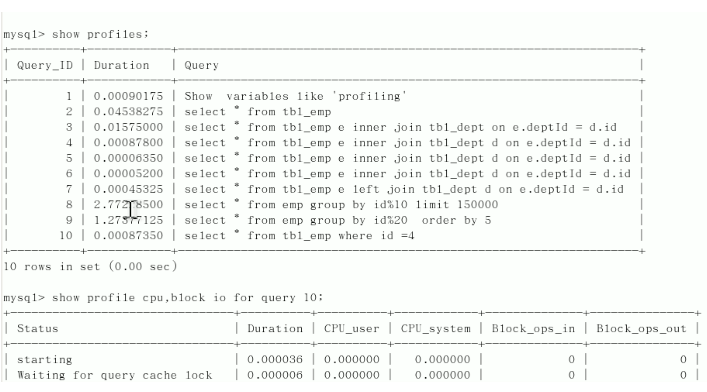 mysql> show profiles;
| Query_ID | Duration | Query |
| 1 | 0.00090175 | Show variables like 'profiling' |
| 2 | 0.04538275 | select * from tbl_emp |
| 3 | 0.01575000 | select * from tbl_emp e inner join tbl_dept on e.deptId = d.id |
| 4 | 0.00087800 | select * from tbl_emp e inner join tbl_dept d on e.deptId = d.id |
| 5 | 0.00006350 | select * from tbl_emp e inner join tbl_dept d on e.deptId = d.id |
| 6 | 0.00005200 | select * from tbl_emp e inner join tbl_dept d on e.deptId = d.id |
| 7 | 0.00045325 | select * from tbl_emp e left join tbl_dept d on e.deptId = d.id |
| 8 | select * from emp group by id%10 limit 150000 |
| 9 | select * from emp group by id%20 order by 5 |
| 10 | 0.00087350 | select * from tbl_emp where id =4 |
10 rows in set (0.00 sec)
mysql> show profile cpu,block io for query 10;
| Status | Duration | CPU_user | CPU_system | Block_ops_in | Block_ops_out |
| starting | 0.000036 | 0.000000 | 0.000000 | 0 | 0 |
| Waiting for query cache lock | 0.000006 | 0.000000 | 0.000000 | 0 | 0 |